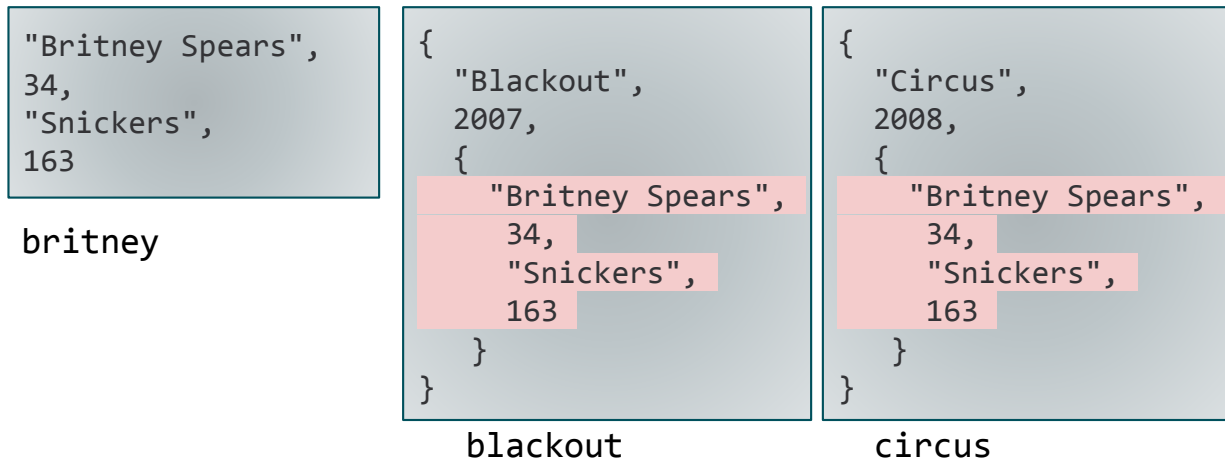 "Britney Spears",
34,
"Snickers",
163
britney
{
"Blackout",
2007,
{
"Britney Spears",
34,
"Snickers",
163
}
}
blackout
{
"Circus",
2008,
{
"Britney Spears",
34,
"Snickers",
163
}
}
circus